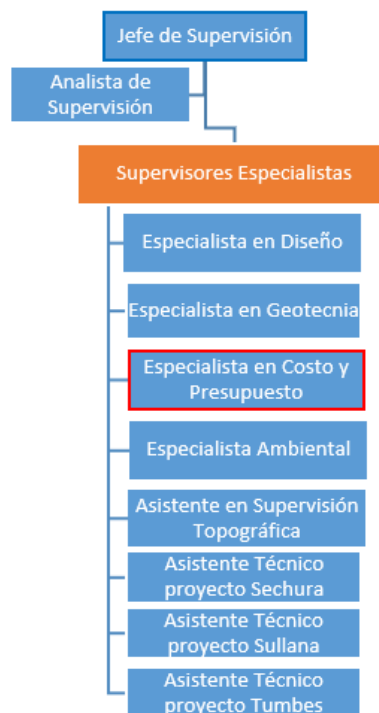 Jefe de Supervisión
Analista de
Supervisión
Supervisores Especialistas
Especialista en Diseño
Especialista en Geotecnia
Especialista en Costo y
Presupuesto
Especialista Ambiental
Asistente en Supervisión
Topográfica
Asistente Técnico
proyecto Sechura
Asistente Técnico
proyecto Sullana
Asistente Técnico
proyecto Tumbes